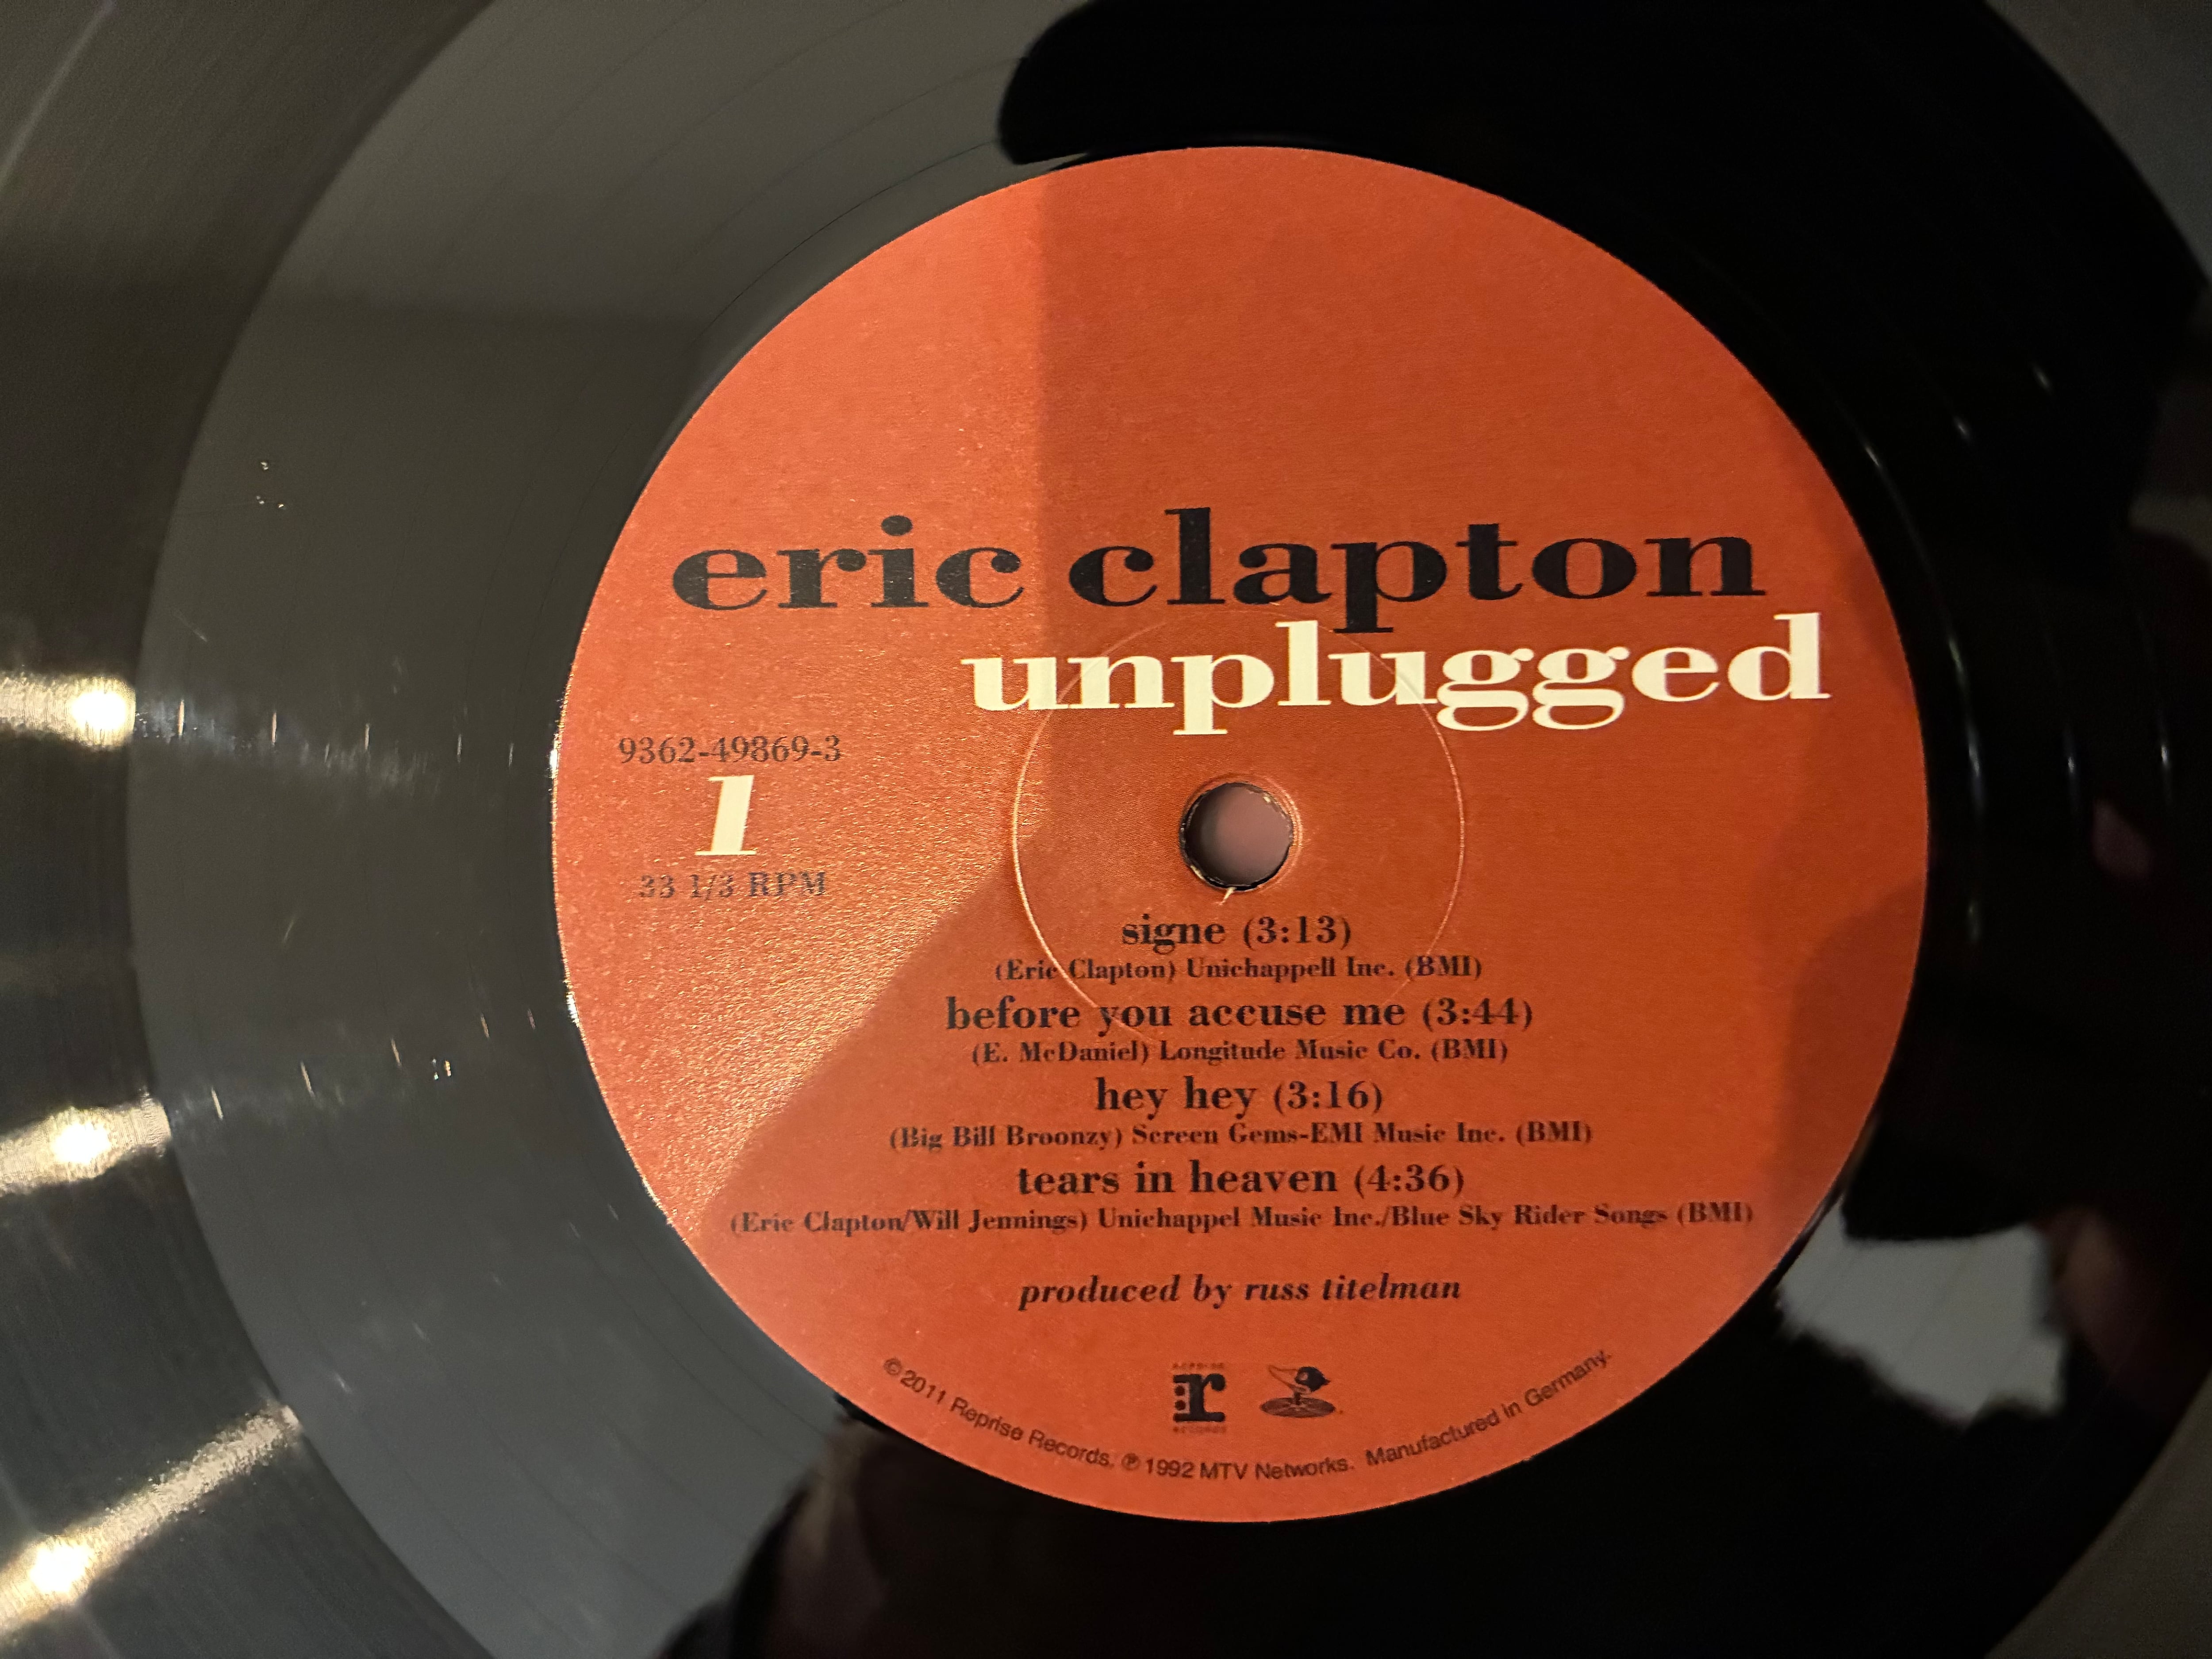 eric clapton
unplugged
9362-49869-3
1
33 1/3 RPM
signe (3:13)
(Eric Clapton) Unichappell Inc. (BMI)
before you accuse me (3:44)
(E. McDaniel) Longitude Music Co. (BMI)
hey hey (3:16)
(Big Bill Broonzy) Screen Gems-EMI Music Inc. (BMI)
tears in heaven (4:36)
(Eric Clapton/Will Jennings) Unichappel Music Inc./Blue Sky Rider Songs (BMI)
produced by russ titelman
r
RECORDS
©2011 Reprise Records. ℗ 1992 MTV Networks. Manufactured in Germany.